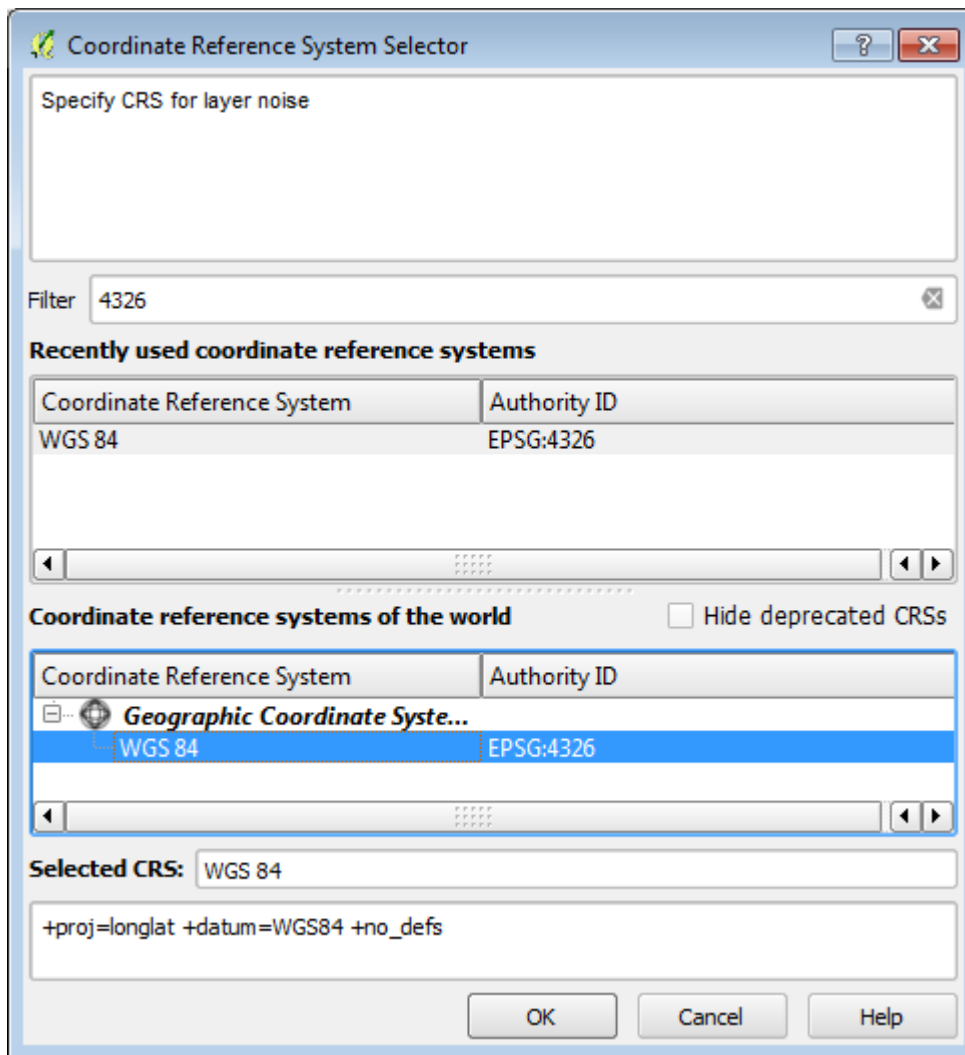 Coordinate Reference System Selector
Specify CRS for layer noise
Filter 4326
Recently used coordinate reference systems
Coordinate Reference System Authority ID
WGS 84 EPSG:4326
Coordinate reference systems of the world Hide deprecated CRSs
Coordinate Reference System Authority ID
Geographic Coordinate Syste...
WGS 84 EPSG:4326
Selected CRS: WGS 84
+proj=longlat +datum=WGS84 +no_defs
OK Cancel Help